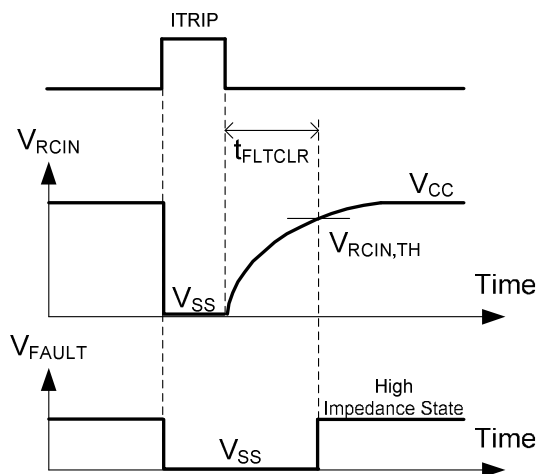 ITRIP
VRCIN
tFLTCLR
VCC
VRCIN,TH
VSS
Time
VFAULT
High
Impedance State
VSS
Time